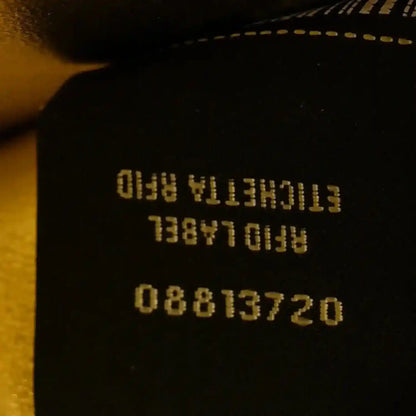 RFID LABEL
ETICHETTA RFID
08813720